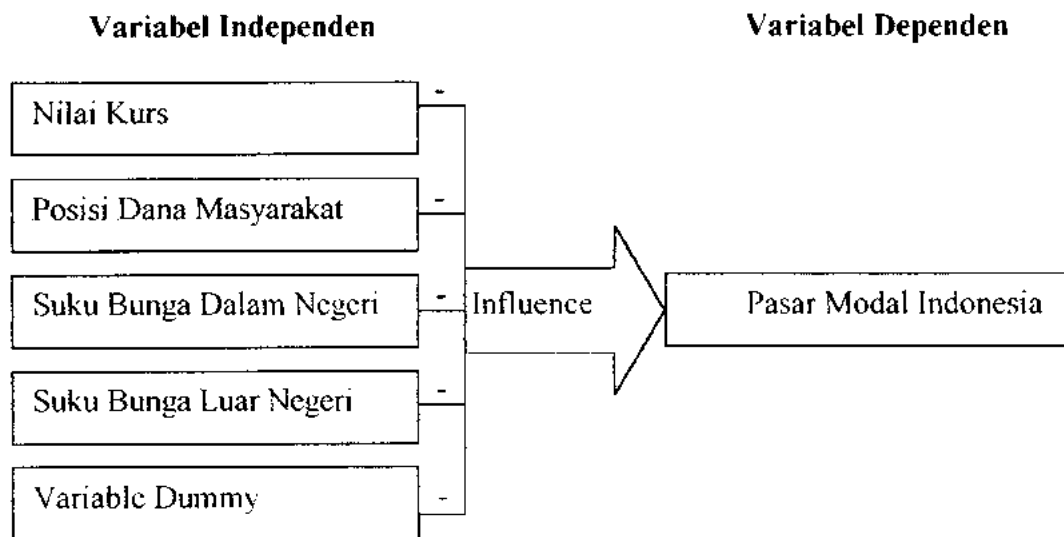 Variabel Independen
Variabel Dependen
Nilai Kurs
-
Posisi Dana Masyarakat
-
Suku Bunga Dalam Negeri
-
Influence
Pasar Modal Indonesia
Suku Bunga Luar Negeri
-
Variable Dummy
-